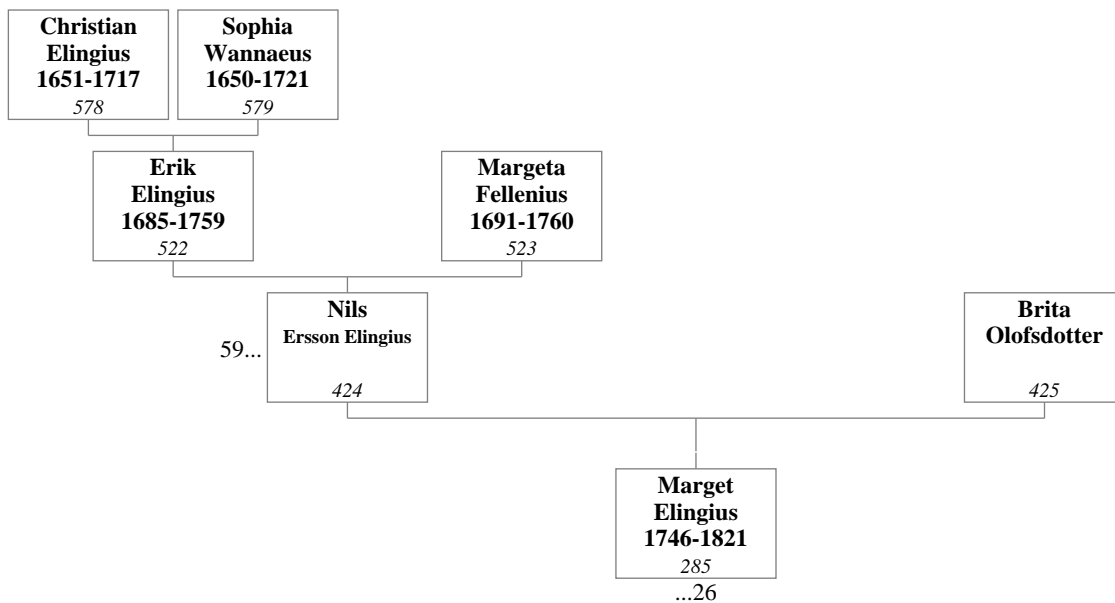 Christian
Elingius
1651-1717
578
Sophia
Wannaeus
1650-1721
579
Erik
Elingius
1685-1759
522
Margeta
Fellenius
1691-1760
523
59...
Nils
Ersson Elingius
424
Brita
Olofsdotter
425
Marget
Elingius
1746-1821
285
...26